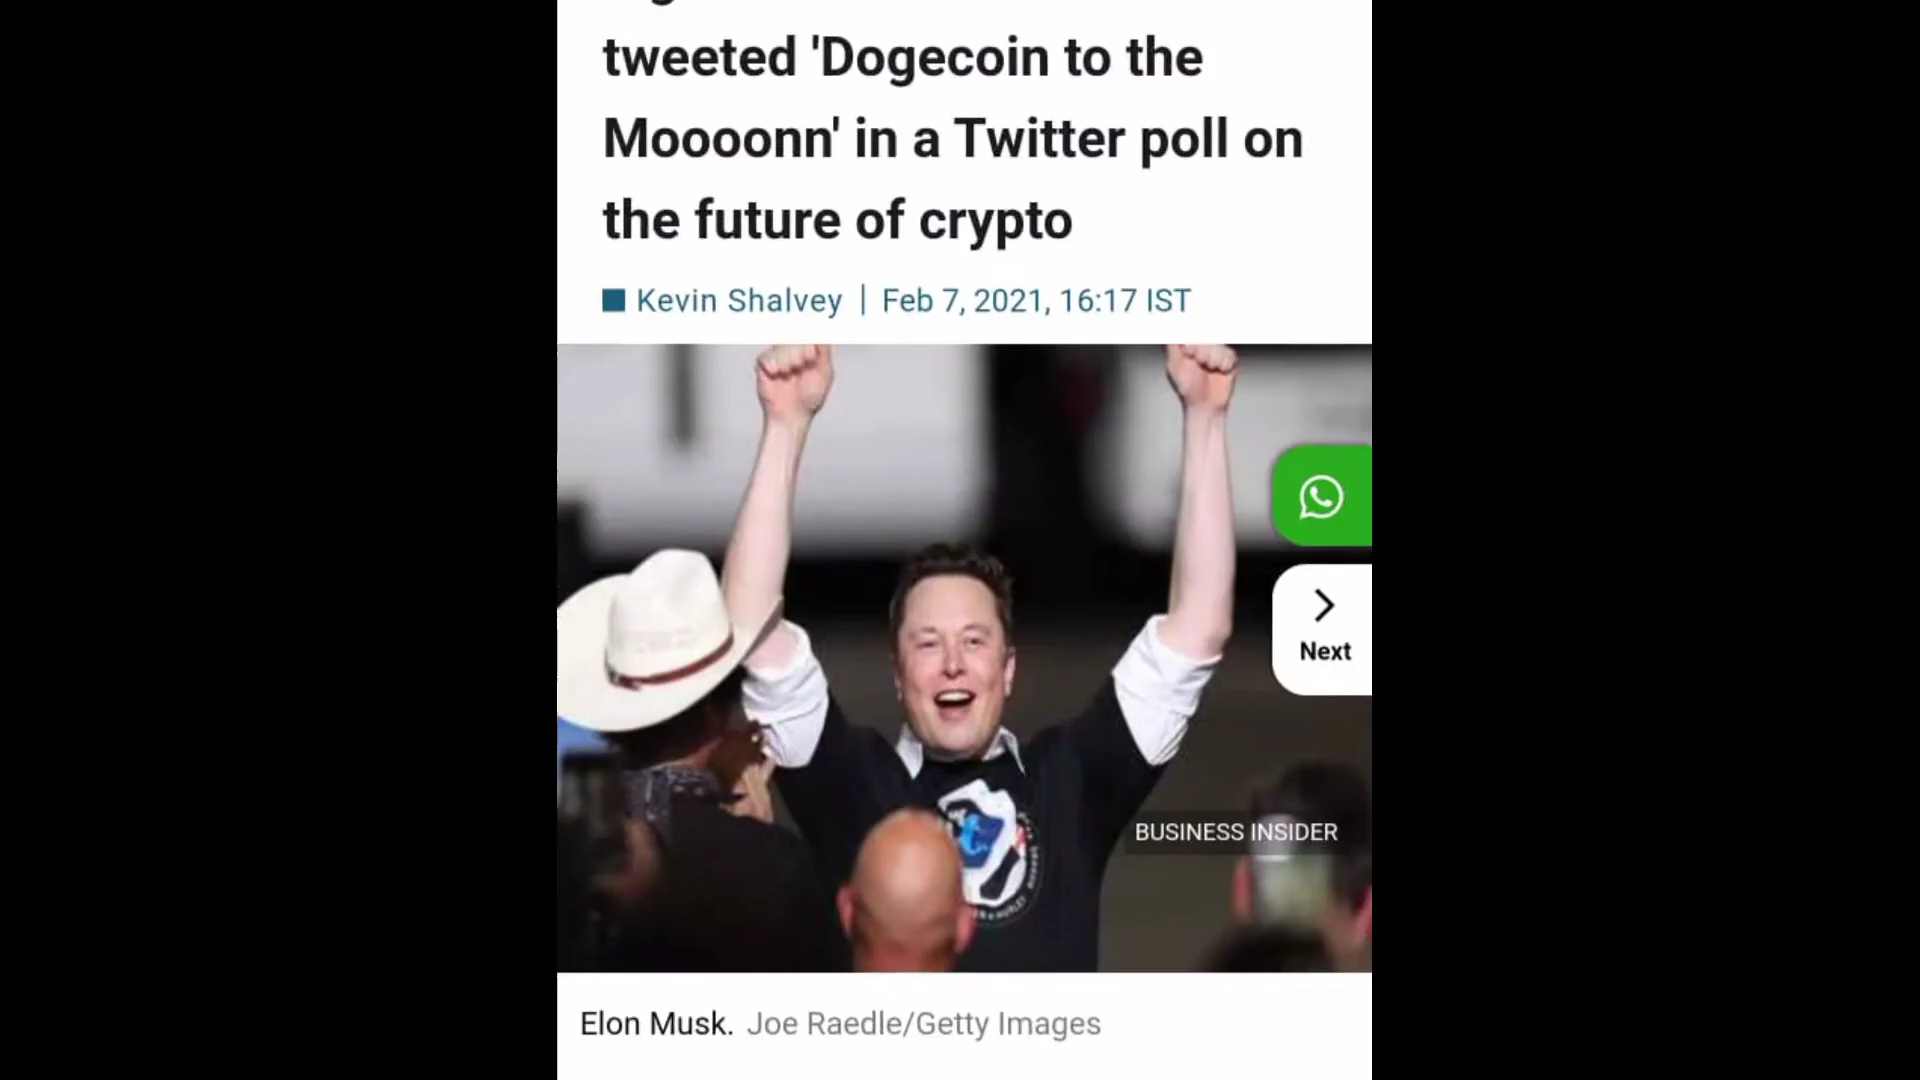 tweeted 'Dogecoin to the
Moooonn' in a Twitter poll on
the future of crypto
Kevin Shalvey | Feb 7, 2021, 16:17 IST
Next
BUSINESS INSIDER
Elon Musk. Joe Raedle/Getty Images